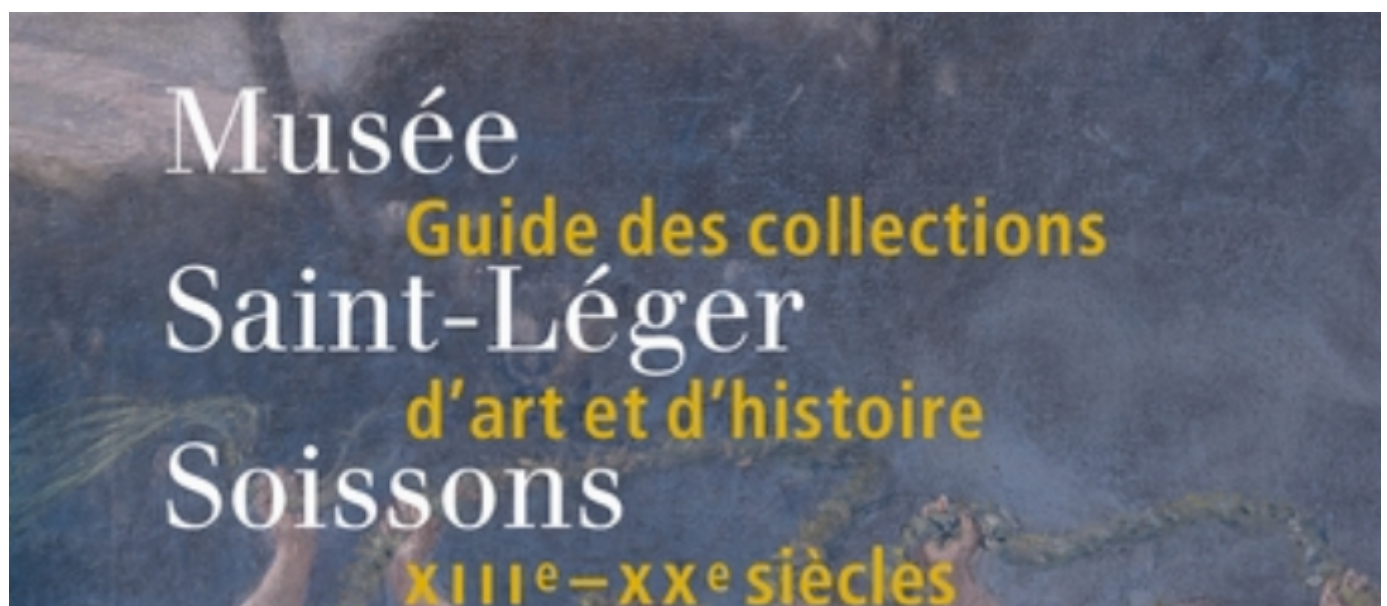 Musée
Guide des collections
Saint-Léger
d’art et d’histoire
Soissons
XIIIe–XXe siècles